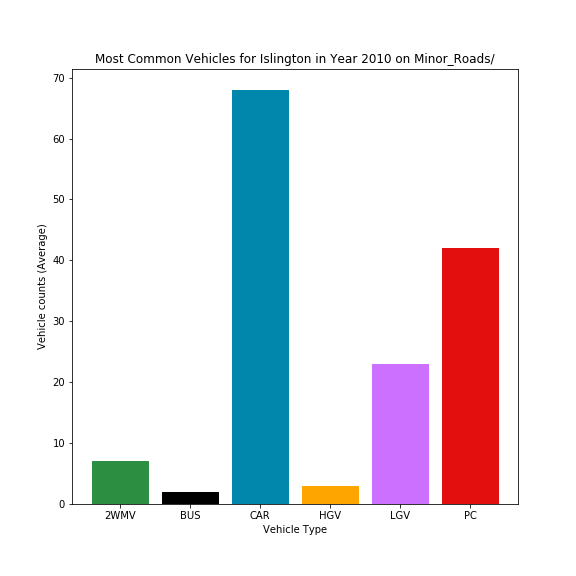 Most Common Vehicles for Islington in Year 2010 on Minor_Roads/
70
60
50
40
30
20
10
0
Vehicle counts (Average)
2WMV BUS CAR HGV LGV PC
Vehicle Type